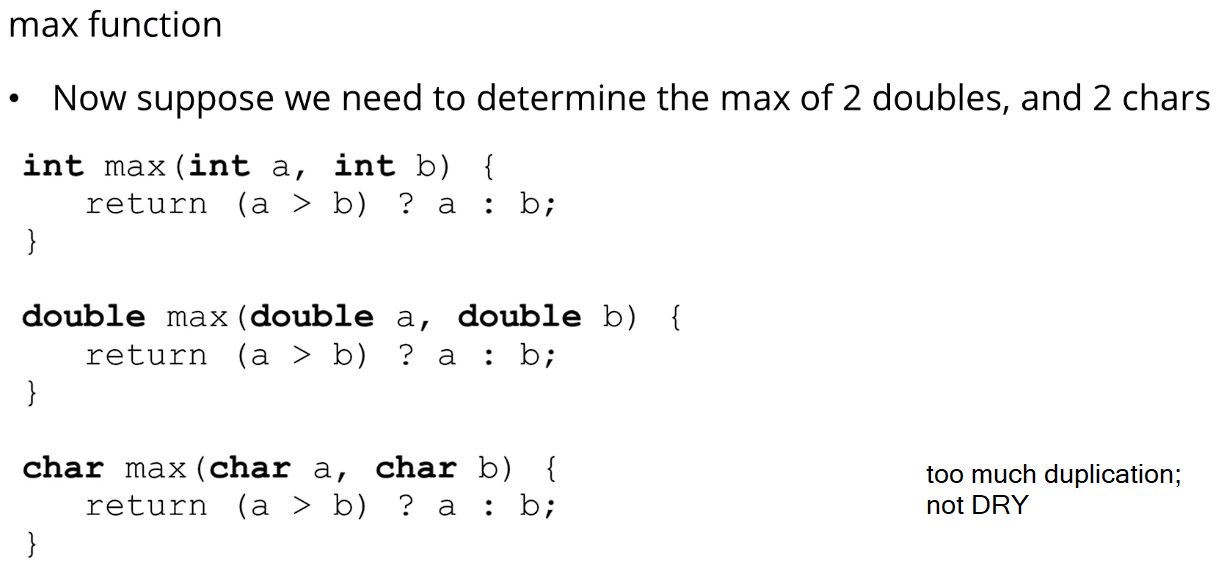 max function
• Now suppose we need to determine the max of 2 doubles, and 2 chars
int max(int a, int b) {
return (a > b) ? a : b;
}
double max(double a, double b) {
return (a > b) ? a : b;
}
char max(char a, char b) {
return (a > b) ? a : b;
}
too much duplication;
not DRY